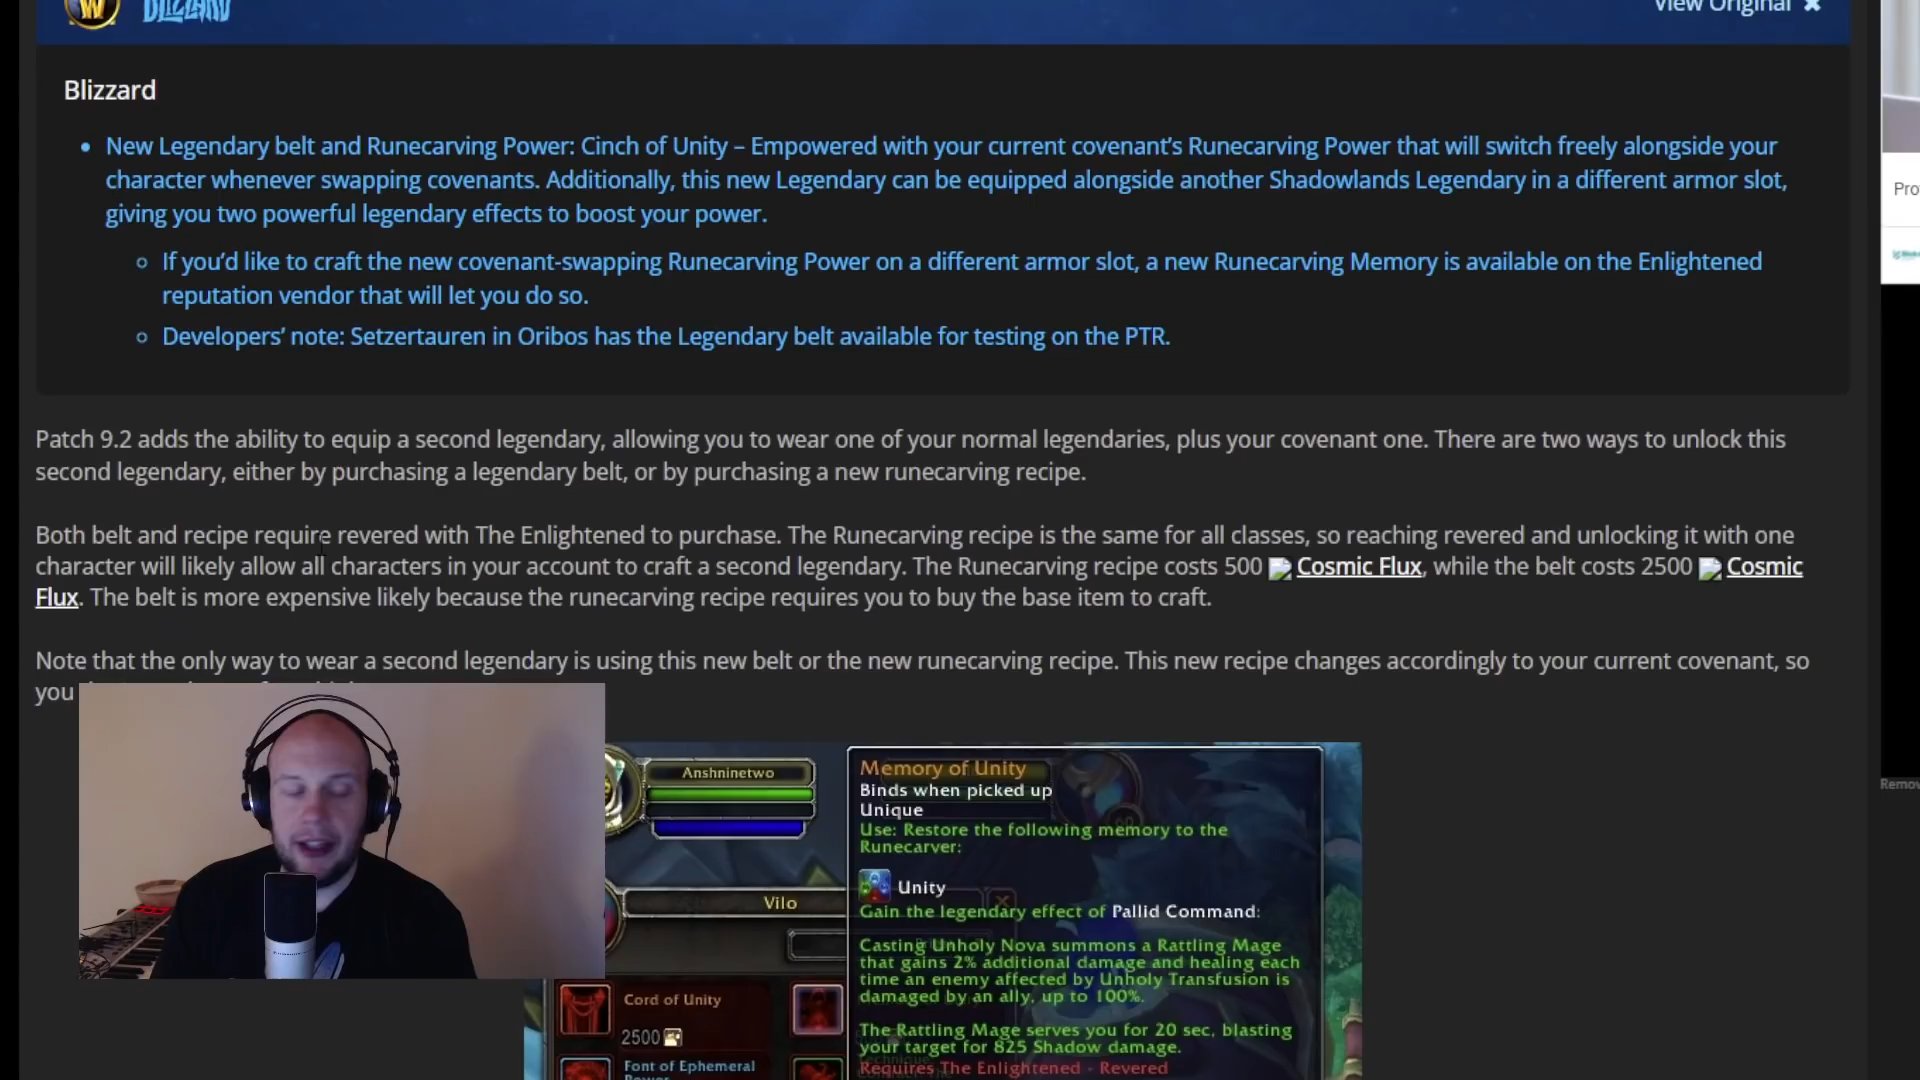 BLIZZARD
View Original ✖
Blizzard
• New Legendary belt and Runecarving Power: Cinch of Unity – Empowered with your current covenant's Runecarving Power that will switch freely alongside your
character whenever swapping covenants. Additionally, this new Legendary can be equipped alongside another Shadowlands Legendary in a different armor slot,
giving you two powerful legendary effects to boost your power.
○ If you'd like to craft the new covenant-swapping Runecarving Power on a different armor slot, a new Runecarving Memory is available on the Enlightened
reputation vendor that will let you do so.
○ Developers' note: Setzertauren in Oribos has the Legendary belt available for testing on the PTR.
Patch 9.2 adds the ability to equip a second legendary, allowing you to wear one of your normal legendaries, plus your covenant one. There are two ways to unlock this
second legendary, either by purchasing a legendary belt, or by purchasing a new runecarving recipe.
Both belt and recipe require revered with The Enlightened to purchase. The Runecarving recipe is the same for all classes, so reaching revered and unlocking it with one
character will likely allow all characters in your account to craft a second legendary. The Runecarving recipe costs 500 Cosmic Flux, while the belt costs 2500 Cosmic
Flux. The belt is more expensive likely because the runecarving recipe requires you to buy the base item to craft.
Note that the only way to wear a second legendary is using this new belt or the new runecarving recipe. This new recipe changes accordingly to your current covenant, so
you
Anshninetwo
Vilo
Cord of Unity
2500
Font of Ephemeral
Power
Memory of Unity
Binds when picked up
Unique
Use: Restore the following memory to the
Runecarver:
Unity
Gain the legendary effect of Pallid Command:
Casting Unholy Nova summons a Rattling Mage
that gains 2% additional damage and healing each
time an enemy affected by Unholy Transfusion is
damaged by an ally, up to 100%.
The Rattling Mage serves you for 20 sec, blasting
your target for 825 Shadow damage.
Requires The Enlightened - Revered
Pro
Remov